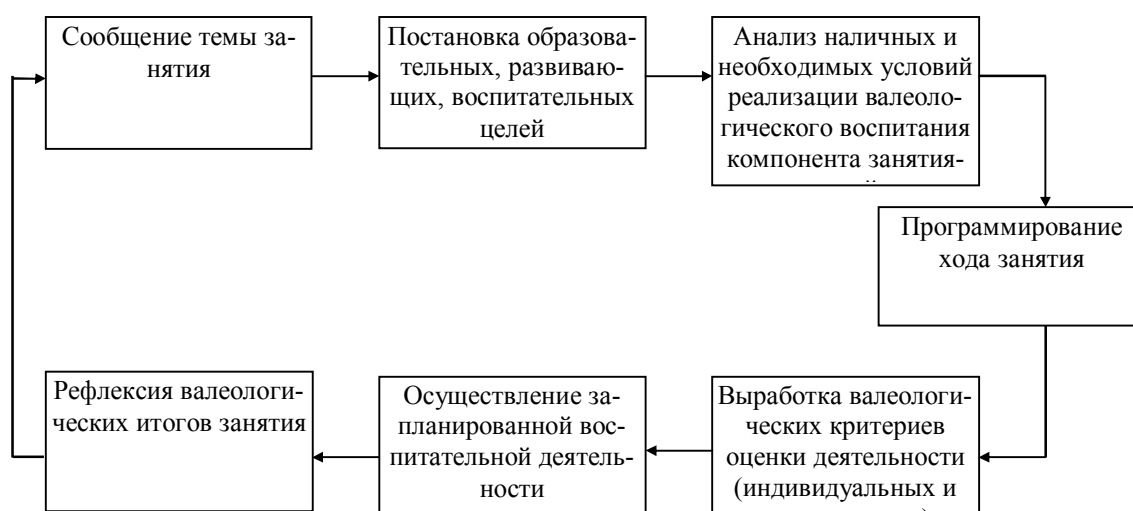 Сообщение темы за-
нятия
Постановка образова-
тельных, развиваю-
щих, воспитательных
целей
Анализ наличных и
необходимых условий
реализации валеоло-
гического воспитания
компонента занятия-
Программирование
хода занятия
Рефлексия валеологи-
ческих итогов занятия
Осуществление за-
планированной вос-
питательной деятель-
ности
Выработка валеологи-
ческих критериев
оценки деятельности
(индивидуальных и